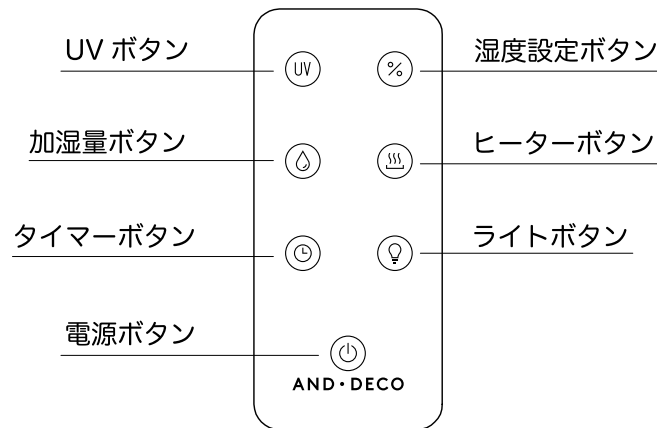 UV ボタン
UV
%
湿度設定ボタン
加湿量ボタン
ヒーターボタン
タイマーボタン
ライトボタン
電源ボタン
AND・DECO